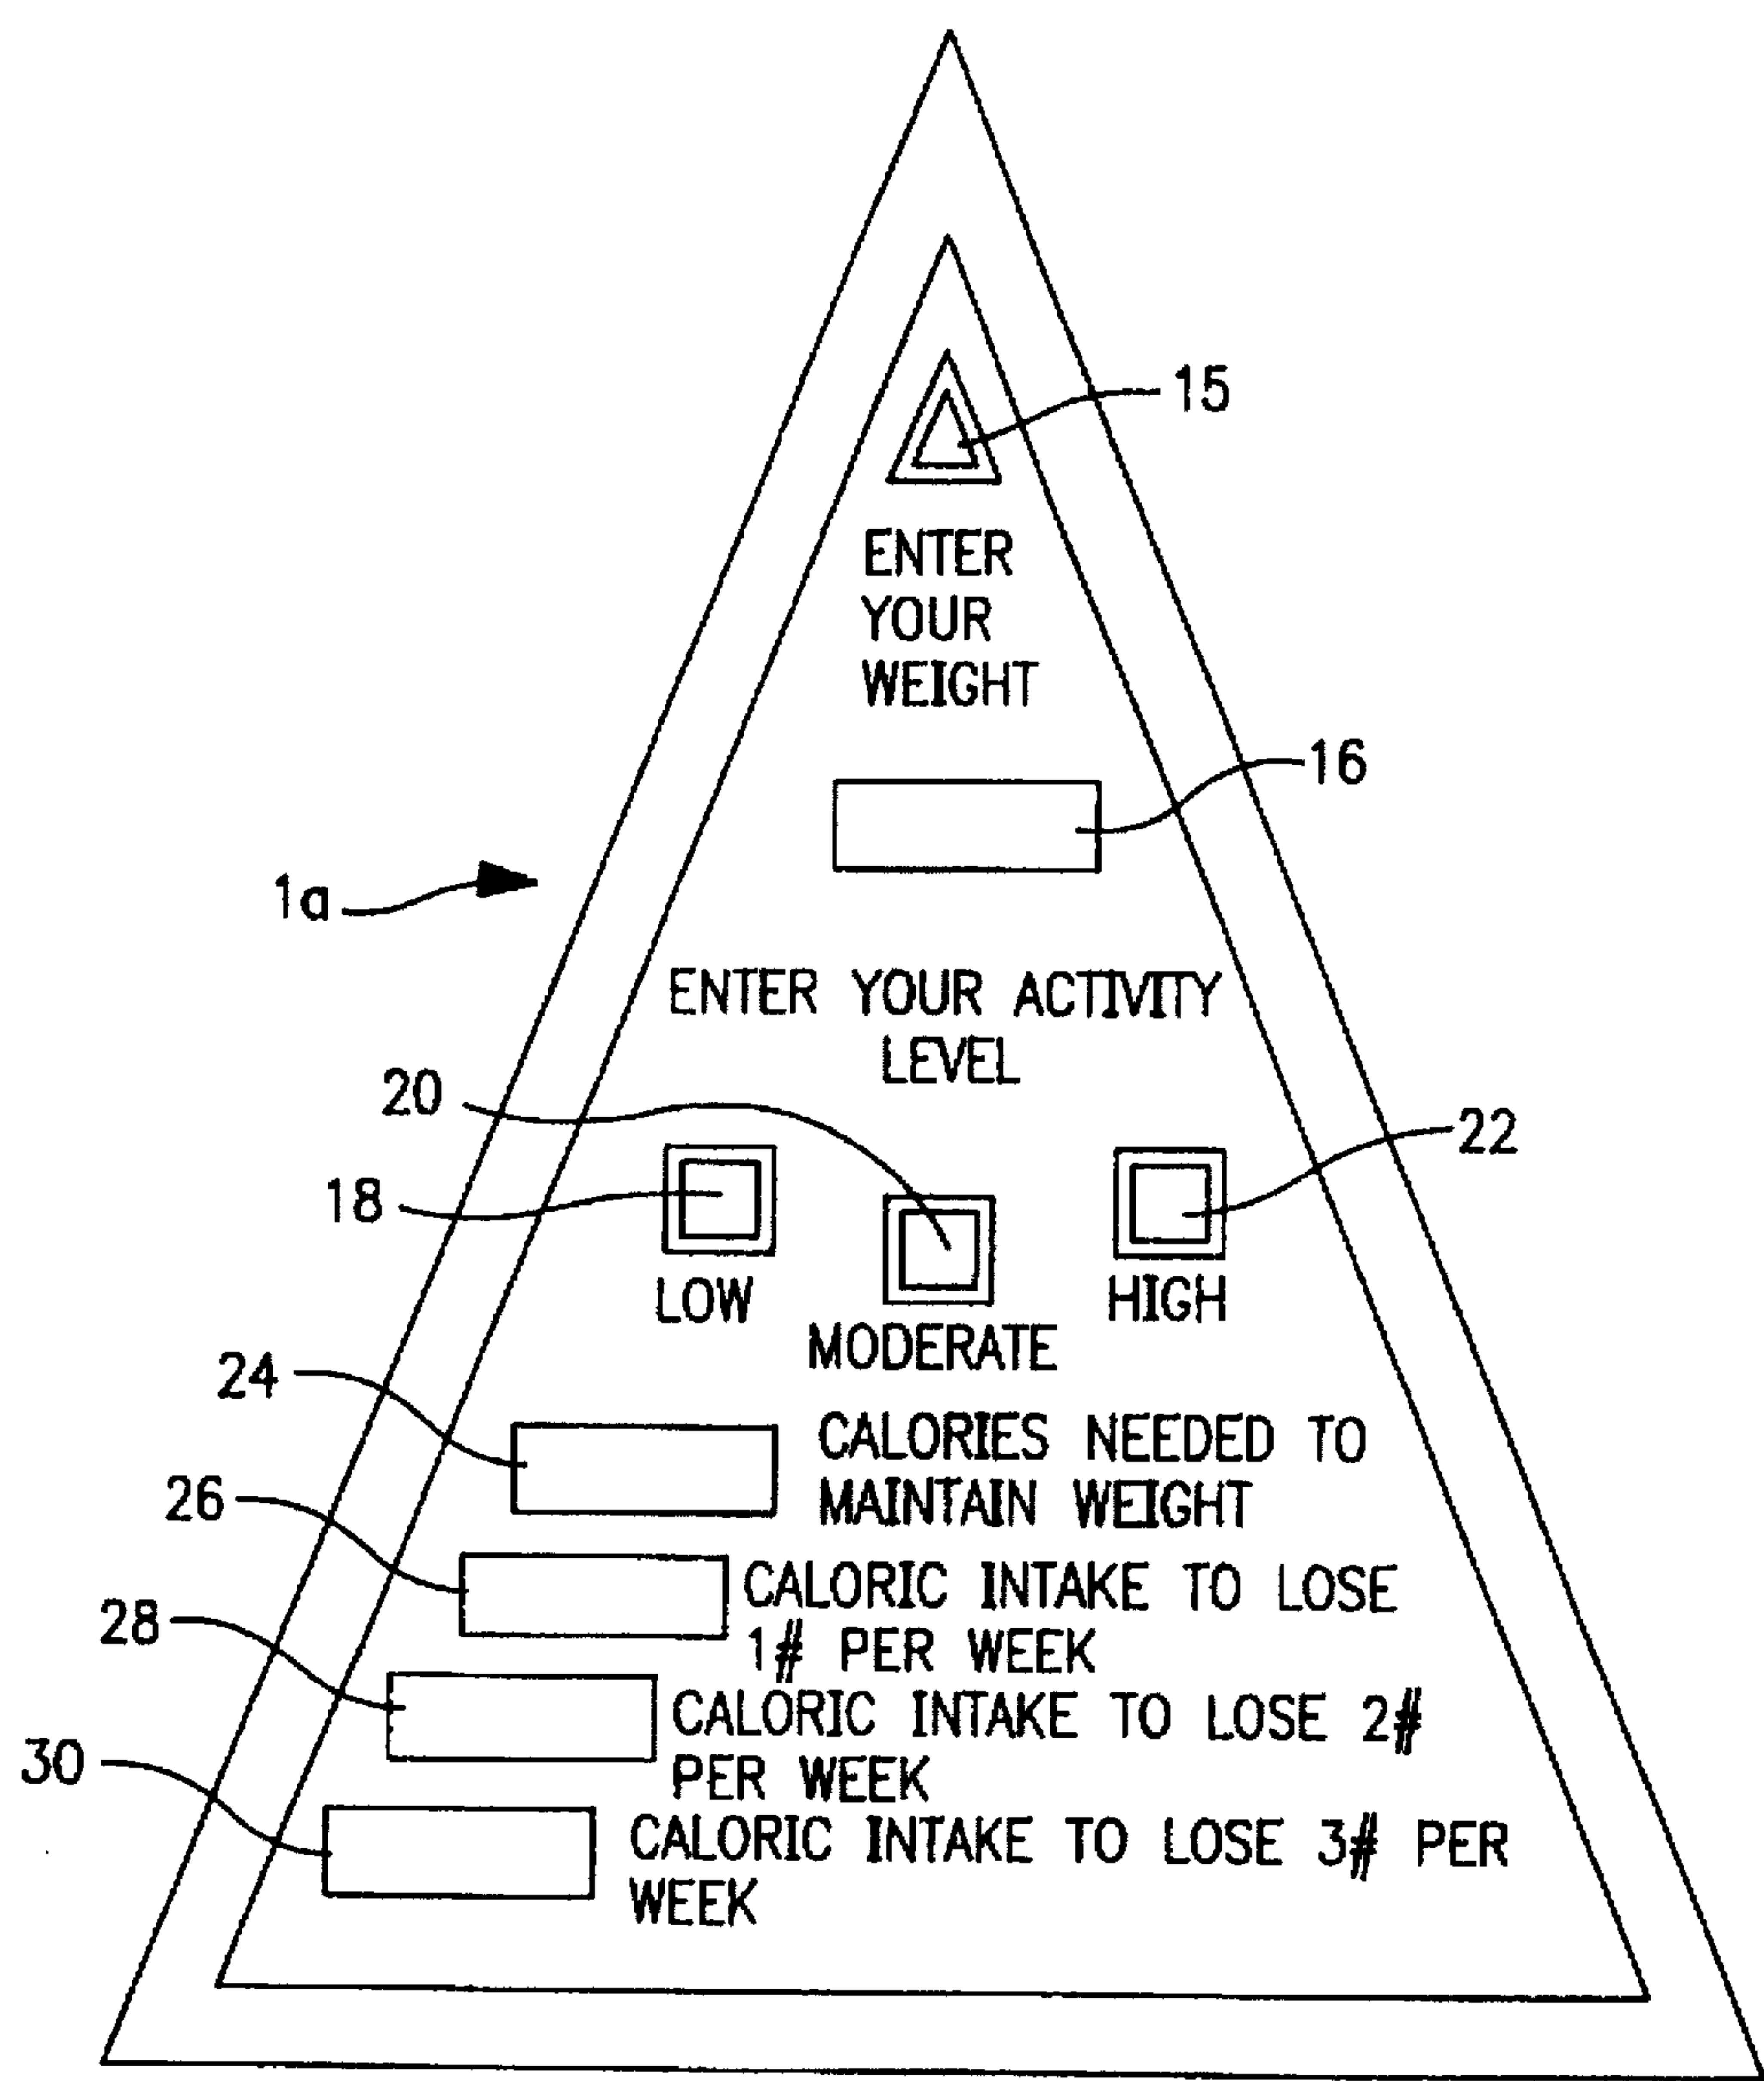 15
ENTER
YOUR
WEIGHT
16
1a
ENTER YOUR ACTIVITY
LEVEL
20
22
18
LOW
HIGH
MODERATE
24
CALORIES NEEDED TO
MAINTAIN WEIGHT
26
CALORIC INTAKE TO LOSE
1# PER WEEK
28
CALORIC INTAKE TO LOSE 2#
PER WEEK
30
CALORIC INTAKE TO LOSE 3# PER
WEEK